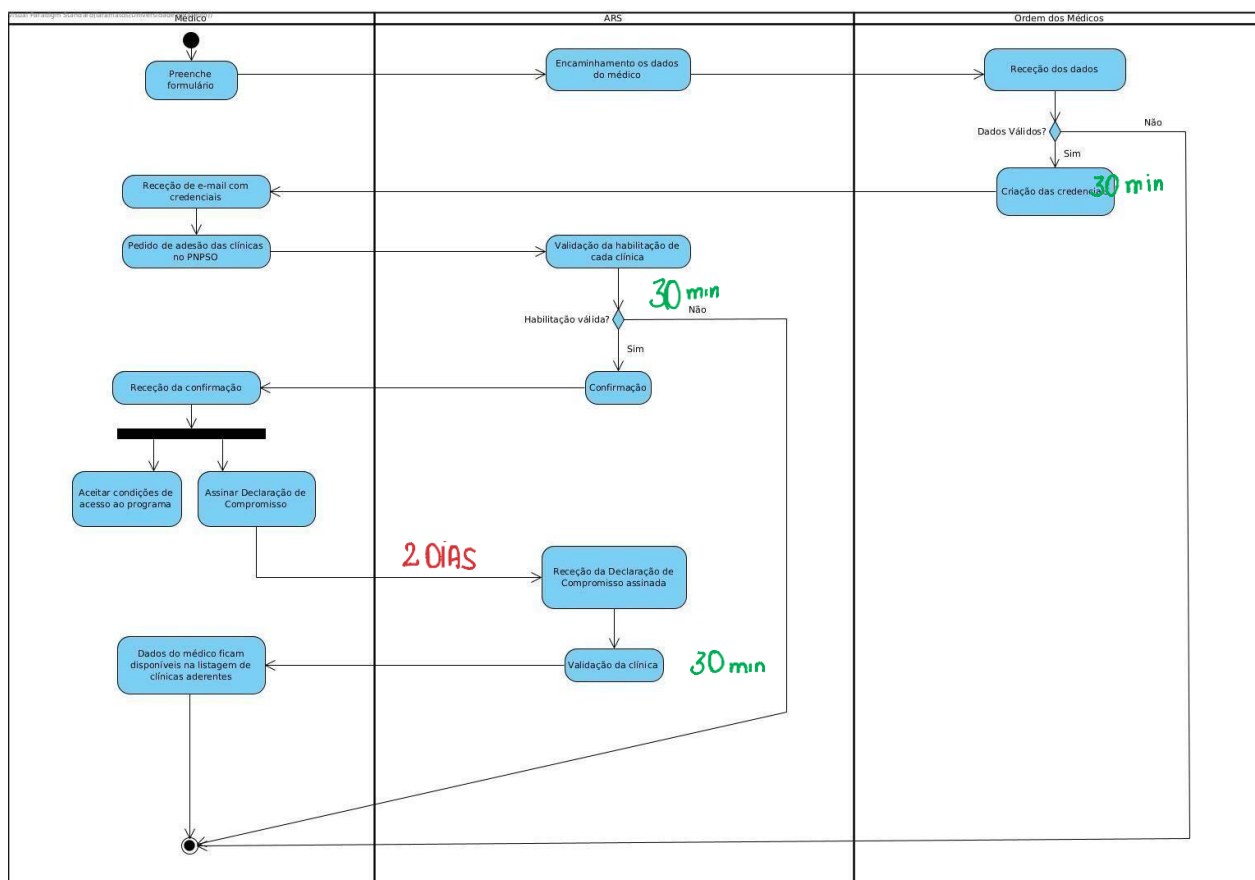 Médico
ARS
Ordem dos Médicos
Preenche
formulário
Encaminhamento os dados
do médico
Receção dos dados
Dados Válidos?
Não
Sim
Receção de e-mail com
credenciais
Criação das credenciais
30 min
Pedido de adesão das clínicas
no PNPSO
Validação da habilitação de
cada clínica
30 min
Habilitação válida?
Não
Sim
Receção da confirmação
Confirmação
Aceitar condições de
acesso ao programa
Assinar Declaração de
Compromisso
2 DIAS
Receção da Declaração de
Compromisso assinada
Dados do médico ficam
disponíveis na listagem de
clínicas aderentes
Validação da clínica
30 min